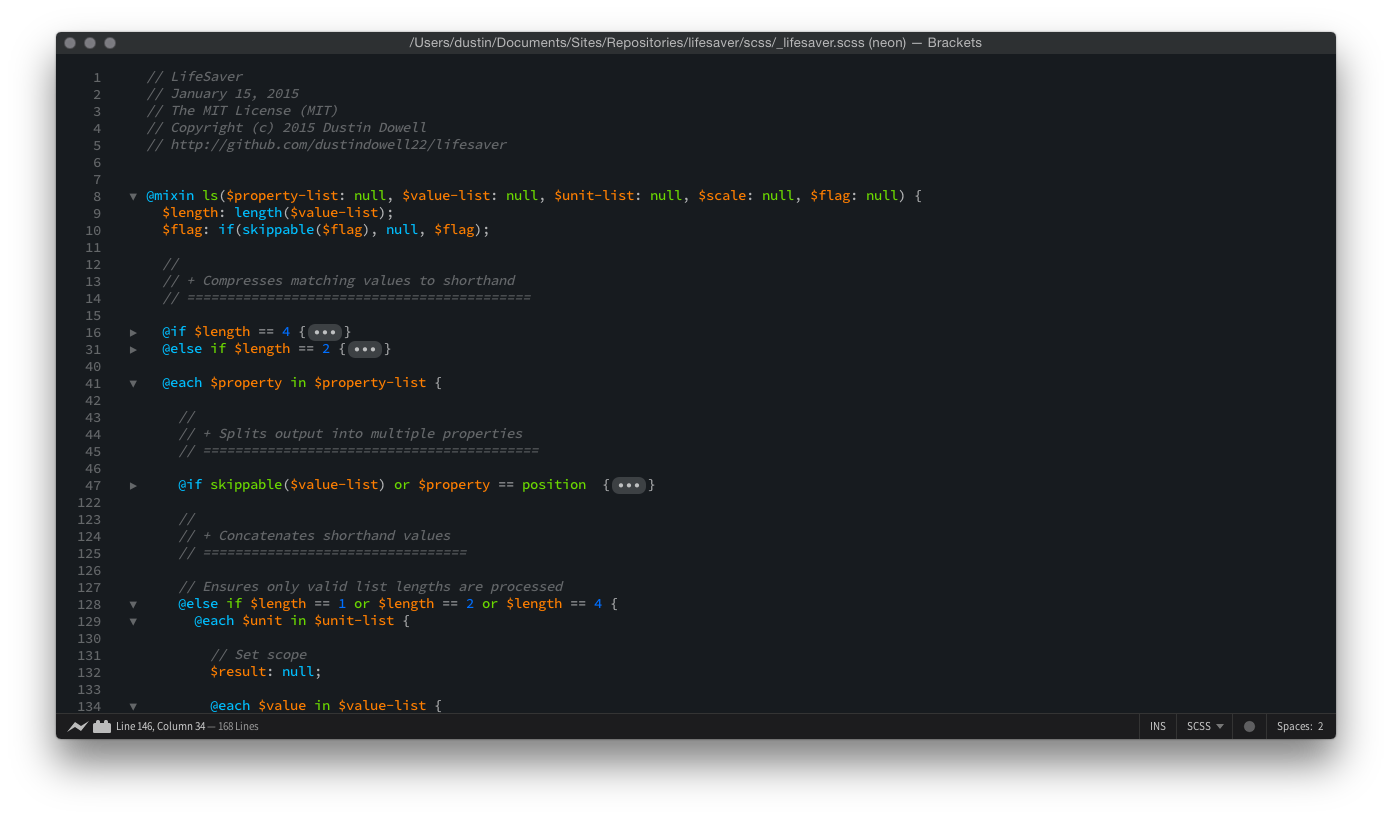 /Users/dustin/Documents/Sites/Repositories/lifesaver/scss/_lifesaver.scss (neon) — Brackets
1 // LifeSaver
2 // January 15, 2015
3 // The MIT License (MIT)
4 // Copyright (c) 2015 Dustin Dowell
5 // http://github.com/dustindowell22/lifesaver
6
7
8 ▼ @mixin ls($property-list: null, $value-list: null, $unit-list: null, $scale: null, $flag: null) {
9 $length: length($value-list);
10 $flag: if(skippable($flag), null, $flag);
11
12 //
13 // + Compresses matching values to shorthand
14 // ===========================================
15
16 ▶ @if $length == 4 {•••}
31 ▶ @else if $length == 2 {•••}
40
41 ▼ @each $property in $property-list {
42
43 //
44 // + Splits output into multiple properties
45 // ==========================================
46
47 ▶ @if skippable($value-list) or $property == position  {•••}
122
123 //
124 // + Concatenates shorthand values
125 // =================================
126
127 // Ensures only valid list lengths are processed
128 ▼ @else if $length == 1 or $length == 2 or $length == 4 {
129 ▼ @each $unit in $unit-list {
130
131 // Set scope
132 $result: null;
133
134 ▼ @each $value in $value-list {
Line 146, Column 34 — 168 Lines INS SCSS Spaces: 2